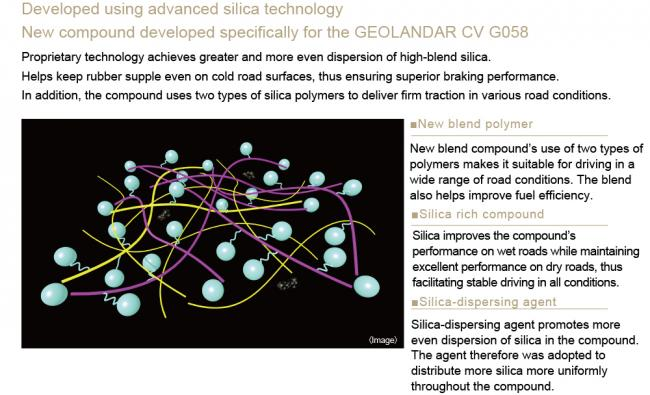 Developed using advanced silica technology
New compound developed specifically for the GEOLANDAR CV G058
Proprietary technology achieves greater and more even dispersion of high-blend silica.
Helps keep rubber supple even on cold road surfaces, thus ensuring superior braking performance.
In addition, the compound uses two types of silica polymers to deliver firm traction in various road conditions.
(Image)
■New blend polymer
New blend compound's use of two types of
polymers makes it suitable for driving in a
wide range of road conditions. The blend
also helps improve fuel efficiency.
■Silica rich compound
Silica improves the compound's
performance on wet roads while maintaining
excellent performance on dry roads, thus
facilitating stable driving in all conditions.
■Silica-dispersing agent
Silica-dispersing agent promotes more
even dispersion of silica in the compound.
The agent therefore was adopted to
distribute more silica more uniformly
throughout the compound.